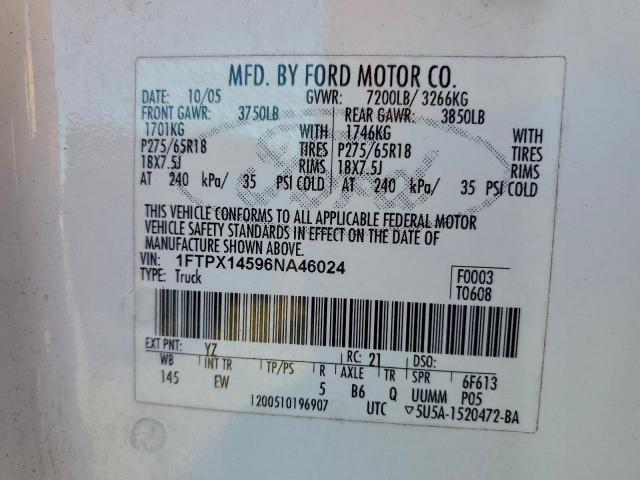 MFD. BY FORD MOTOR CO.
DATE: 10/05 GVWR: 7200LB/ 3266KG
FRONT GAWR: 3750LB REAR GAWR: 3850LB
1701KG WITH 1746KG WITH
P275/65R18 TIRES P275/65R18 TIRES
18X7.5J RIMS 18X7.5J RIMS
AT 240 kPa/ 35 PSI COLD AT 240 kPa/ 35 PSI COLD
Ford
THIS VEHICLE CONFORMS TO ALL APPLICABLE FEDERAL MOTOR
VEHICLE SAFETY STANDARDS IN EFFECT ON THE DATE OF
MANUFACTURE SHOWN ABOVE.
VIN: 1FTPX14596NA46024 F0003
TYPE: Truck T0608
EXT PNT: YZ RC: 21 DSO:
WB INT TR TP/PS R AXLE TR SPR 6F613
145 EW 5 B6 Q UUMM P05
1200510196907 UTC ▽5U5A-1520472-BA